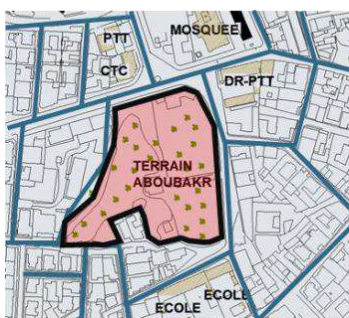 MOSQUEE
PTT
CTC
DR-PTT
TERRAIN
ABOUBAKR
ECOLE
ECOLE